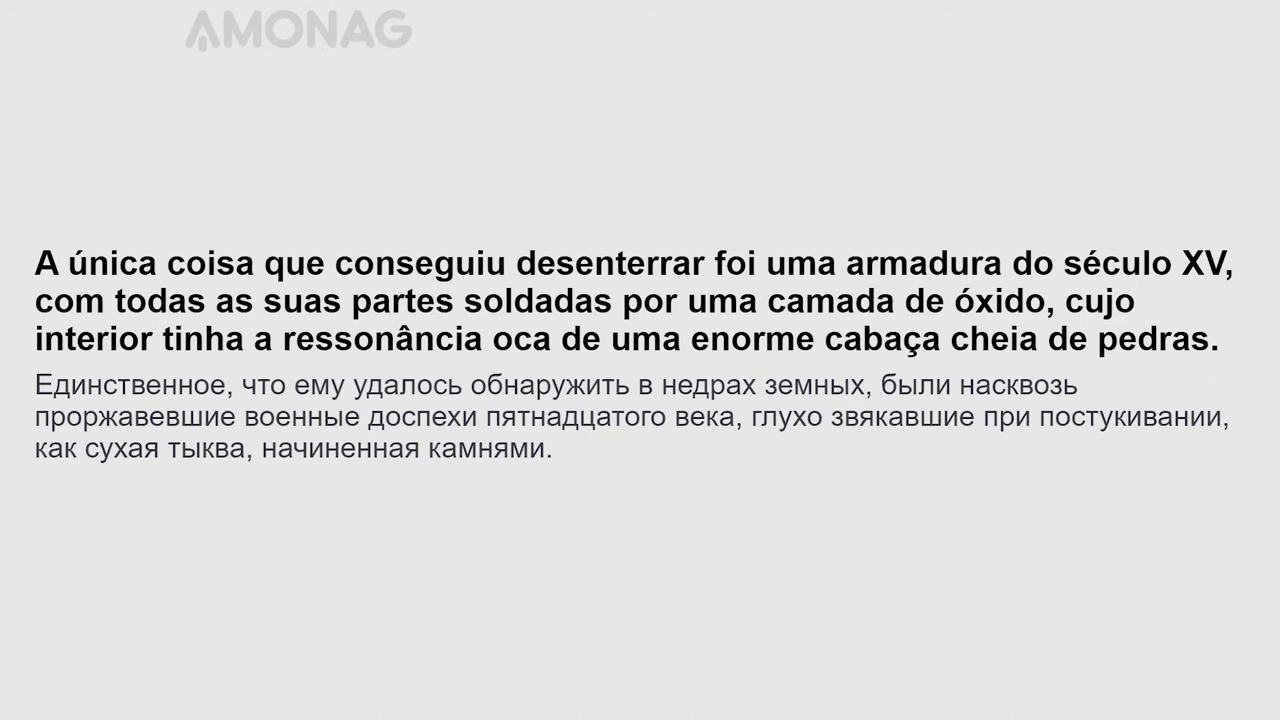 AMONAG
A única coisa que conseguiu desenterrar foi uma armadura do século XV,
com todas as suas partes soldadas por uma camada de óxido, cujo
interior tinha a ressonância oca de uma enorme cabaça cheia de pedras.
Единственное, что ему удалось обнаружить в недрах земных, были насквозь
проржавевшие военные доспехи пятнадцатого века, глухо звякавшие при постукивании,
как сухая тыква, начиненная камнями.